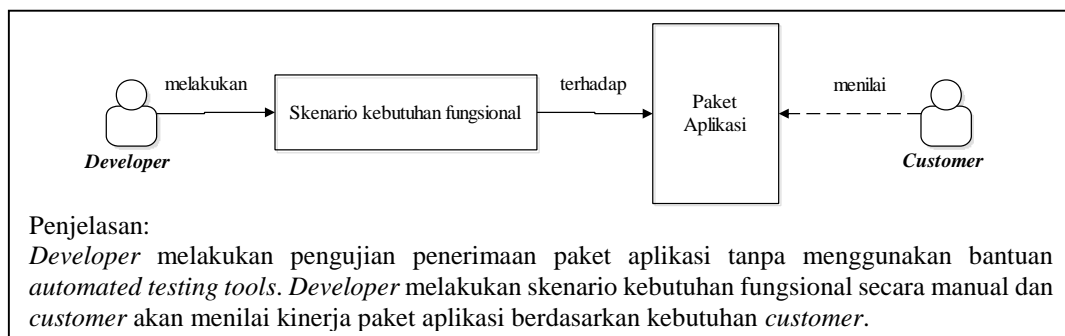 melakukan
Skenario kebutuhan fungsional
terhadap
Paket
Aplikasi
menilai
Developer
Customer
Penjelasan:
Developer melakukan pengujian penerimaan paket aplikasi tanpa menggunakan bantuan
automated testing tools. Developer melakukan skenario kebutuhan fungsional secara manual dan
customer akan menilai kinerja paket aplikasi berdasarkan kebutuhan customer.